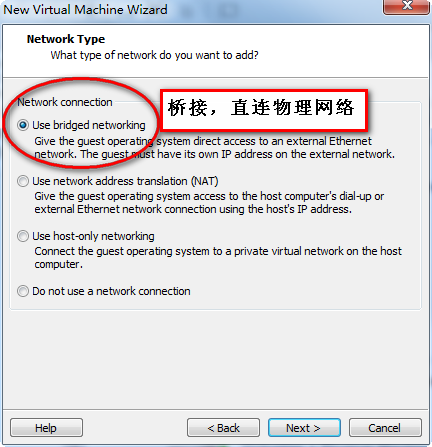 New Virtual Machine Wizard
Network Type
What type of network do you want to add?
Network connection
桥接，直连物理网络
Use bridged networking
Give the guest operating system direct access to an external Ethernet
network. The guest must have its own IP address on the external network.
Use network address translation (NAT)
Give the guest operating system access to the host computer's dial-up or
external Ethernet network connection using the host's IP address.
Use host-only networking
Connect the guest operating system to a private virtual network on the host
computer.
Do not use a network connection
Help
< Back
Next >
Cancel